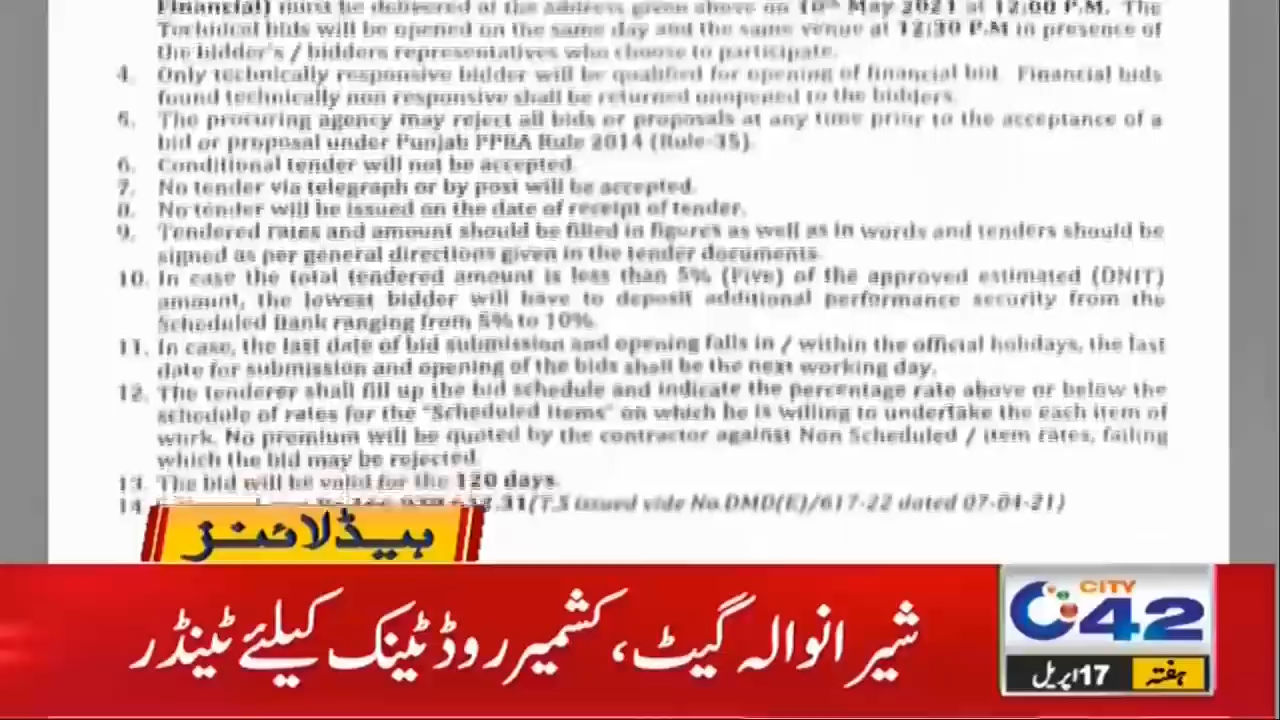 Financial) must be delivered at the address given above on 10th May 2021 at 12:00 P.M. The
Technical bids will be opened on the same day and the same venue at 12:30 P.M in presence of
the bidder's / bidders representatives who choose to participate.
4. Only technically responsive bidder will be qualified for opening of financial bid. Financial bids
found technically non responsive shall be returned unopened to the bidders.
5. The procuring agency may reject all bids or proposals at any time prior to the acceptance of a
bid or proposal under Punjab PPRA Rule 2014 (Rule-35).
6. Conditional tender will not be accepted.
7. No tender via telegraph or by post will be accepted.
8. No tender will be issued on the date of receipt of tender.
9. Tendered rates and amount should be filled in figures as well as in words and tenders should be
signed as per general directions given in the tender documents.
10. In case the total tendered amount is less than 5% (Five) of the approved estimated (DNIT)
amount, the lowest bidder will have to deposit additional performance security from the
Scheduled Bank ranging from 5% to 10%.
11. In case, the last date of bid submission and opening falls in / within the official holidays, the last
date for submission and opening of the bids shall be the next working day.
12. The tenderer shall fill up the bid schedule and indicate the percentage rate above or below the
schedule of rates for the "Scheduled items" on which he is willing to undertake the each item of
work. No premium will be quoted by the contractor against Non Scheduled / item rates, failing
which the bid may be rejected.
13. The bid will be valid for the 120 days.
14. (T.S issued vide No.DMD(E)/617-22 dated 07-04-21)
ہیڈلائنز
شیرانوالہ گیٹ، کشمیر روڈ ٹینک کیلئے ٹینڈر
CITY
42
ہفتہ 17 اپریل